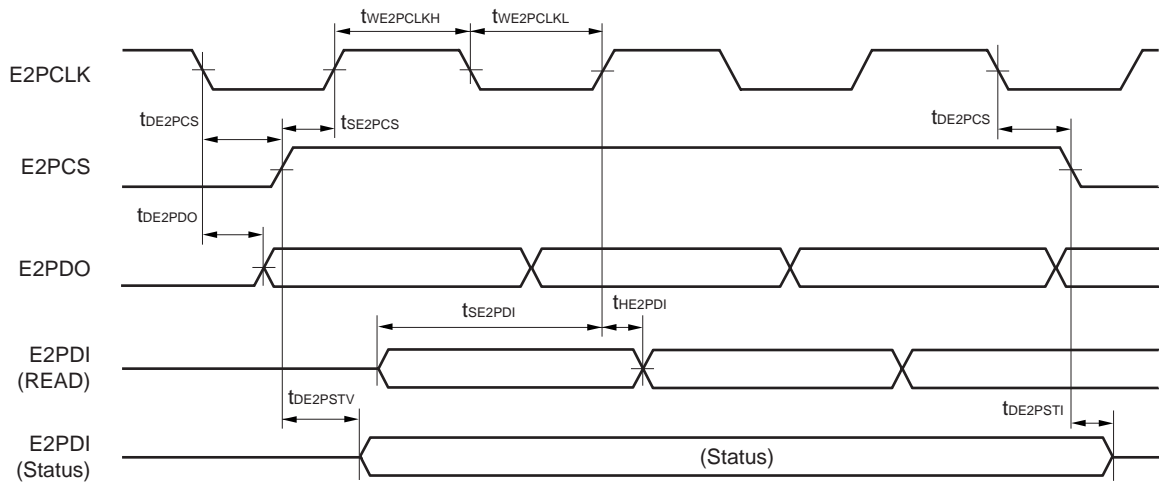 tWE2PCLKH tWE2PCLKL
E2PCLK
tDE2PCS tSE2PCS tDE2PCS
E2PCS
tDE2PDO
E2PDO
tSE2PDI tHE2PDI
E2PDI
(READ)
tDE2PSTV tDE2PSTI
E2PDI
(Status)
(Status)